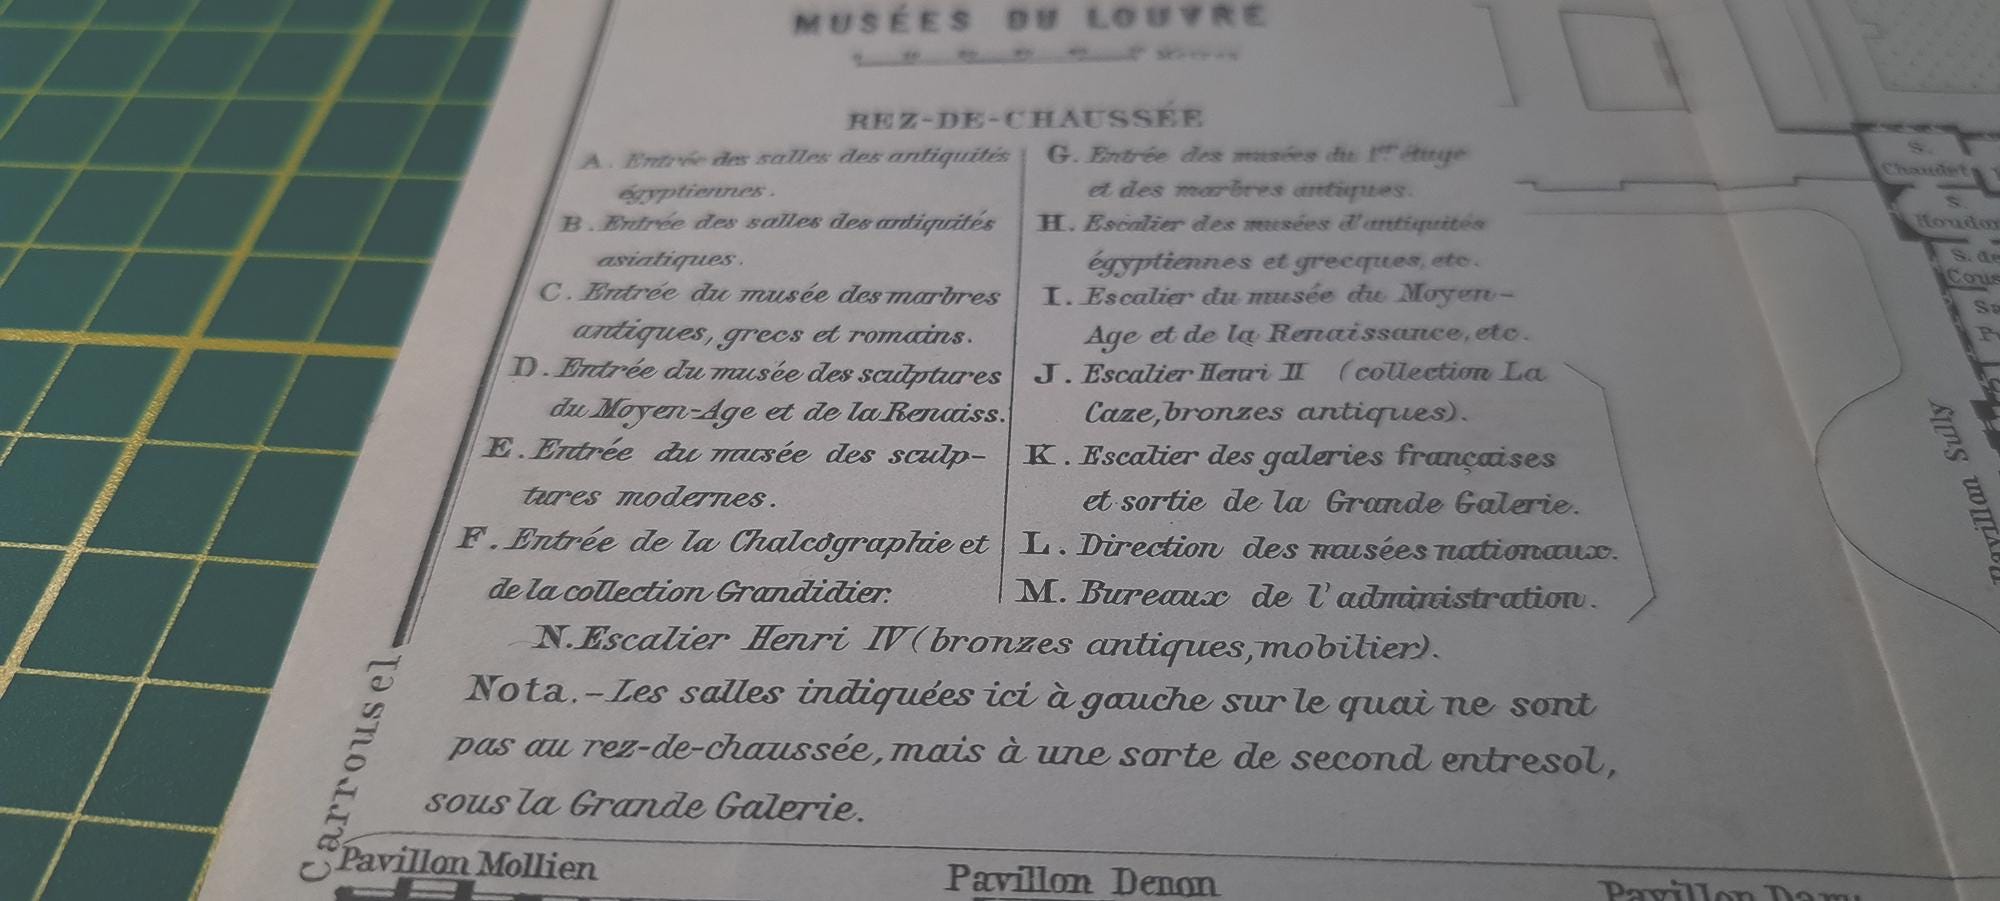 MUSÉES DU LOUVRE
REZ-DE-CHAUSSÉE
A. Entrée des salles des antiquités
égyptiennes.
B. Entrée des salles des antiquités
asiatiques.
C. Entrée du musée des marbres
antiques, grecs et romains.
D. Entrée du musée des sculptures
du Moyen-Age et de la Renaiss.
E. Entrée du musée des sculp-
tures modernes.
F. Entrée de la Chalcographie et
de la collection Grandidier.
G. Entrée des musées du 1er étage
et des marbres antiques.
H. Escalier des musées d'antiquités
égyptiennes et grecques, etc.
I. Escalier du musée du Moyen-
Age et de la Renaissance, etc.
J. Escalier Henri II (collection La
Caze, bronzes antiques).
K. Escalier des galeries françaises
et sortie de la Grande Galerie.
L. Direction des musées nationaux.
M. Bureaux de l'administration.
N. Escalier Henri IV (bronzes antiques, mobilier).
Nota.-Les salles indiquées ici à gauche sur le quai ne sont
pas au rez-de-chaussée, mais à une sorte de second entresol,
sous la Grande Galerie.
Carrousel
Pavillon Mollien
Pavillon Denon
Pavillon
S.
Chaudet
S.
Houdon
S. de
Pavillon Sully